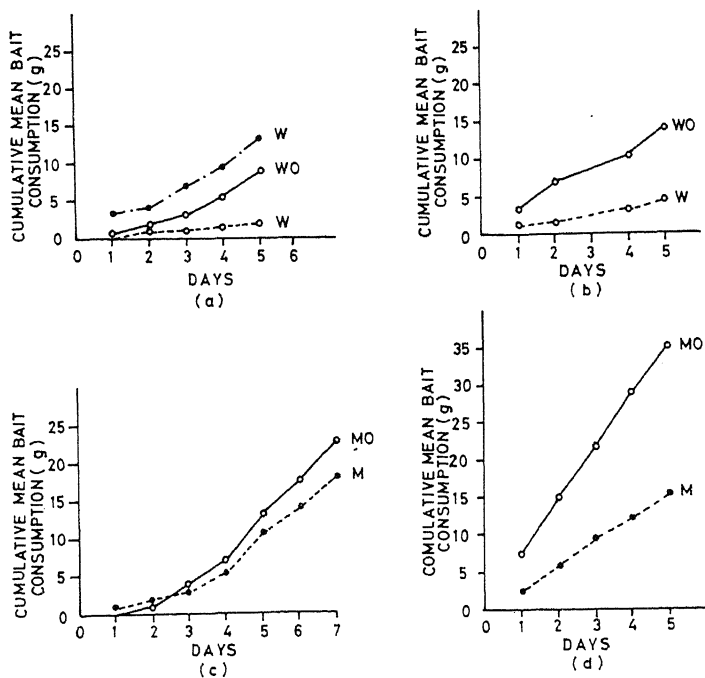 CUMULATIVE MEAN BAIT
CONSUMPTION (g)
25
20
15
10
5
0
W
WO
W
0 1 2 3 4 5 6
DAYS
(a)
CUMULATIVE MEAN BAIT
CONSUMPTION (g)
25
20
15
10
5
0
WO
W
0 1 2 3 4 5
DAYS
(b)
CUMULATIVE MEAN BAIT
CONSUMPTION (g)
25
20
15
10
5
0
MO
M
0 1 2 3 4 5 6 7
DAYS
(c)
COMULATIVE MEAN BAIT
CONSUMPTION (g)
35
30
25
20
15
10
5
0
MO
M
0 1 2 3 4 5
DAYS
(d)